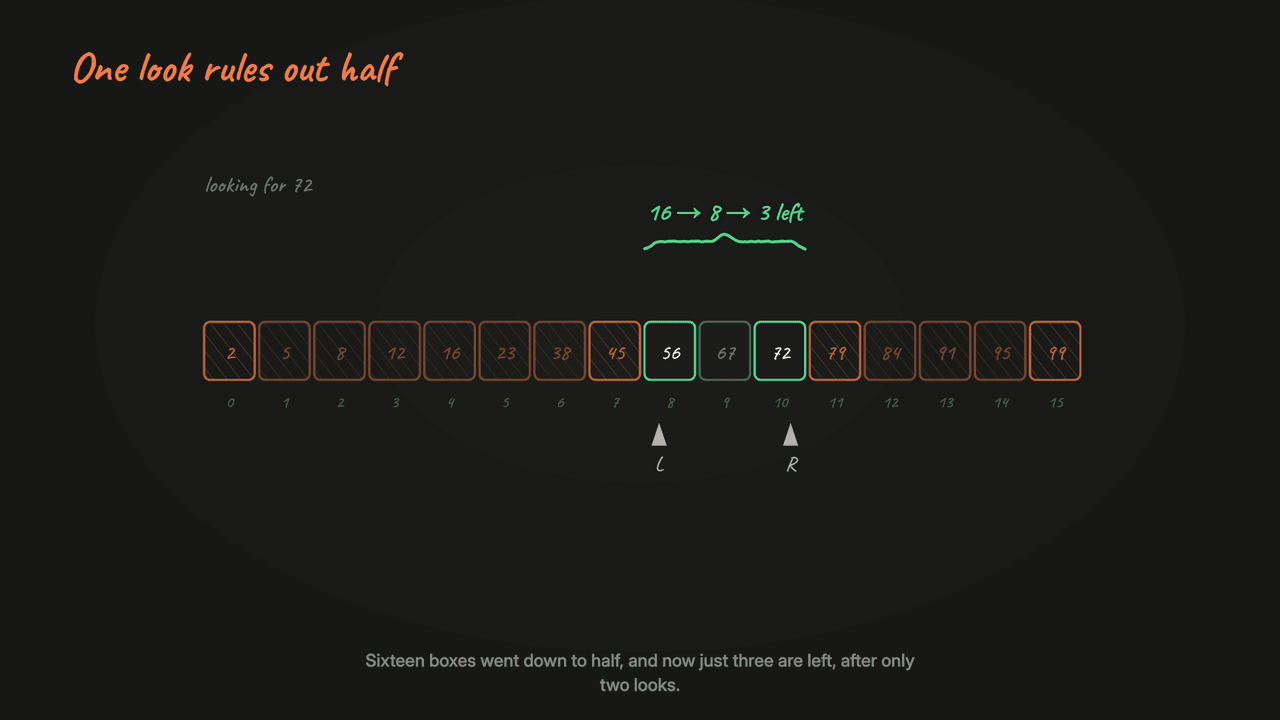 One look rules out half
looking for 72
16 → 8 → 3 left
2 5 8 12 16 23 38 45 56 67 72 79 84 91 95 99
0 1 2 3 4 5 6 7 8 9 10 11 12 13 14 15
L R
Sixteen boxes went down to half, and now just three are left, after only
two looks.